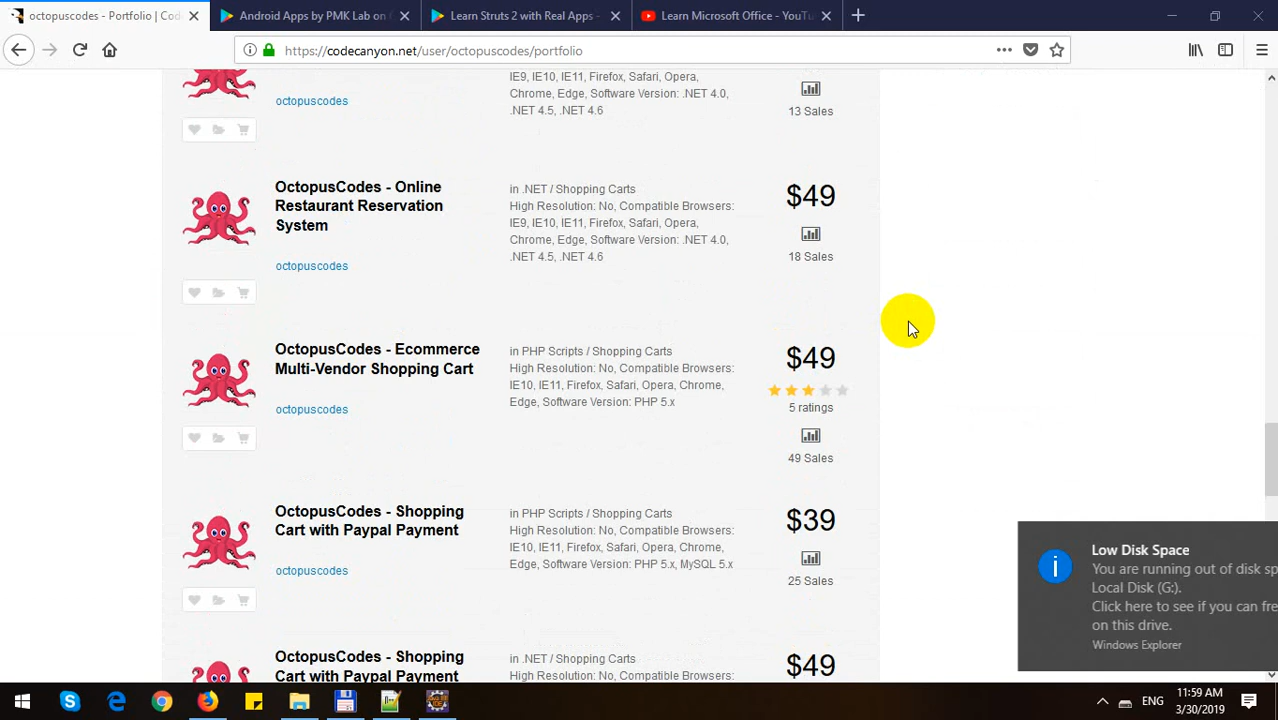 octopuscodes - Portfolio | Cod
Android Apps by PMK Lab on
Learn Struts 2 with Real Apps -
Learn Microsoft Office - YouTu
https://codecanyon.net/user/octopuscodes/portfolio
octopuscodes
IE9, IE10, IE11, Firefox, Safari, Opera,
Chrome, Edge, Software Version: .NET 4.0,
.NET 4.5, .NET 4.6
13 Sales
OctopusCodes - Online
Restaurant Reservation
System
octopuscodes
in .NET / Shopping Carts
High Resolution: No, Compatible Browsers:
IE9, IE10, IE11, Firefox, Safari, Opera,
Chrome, Edge, Software Version: .NET 4.0,
.NET 4.5, .NET 4.6
$49
18 Sales
OctopusCodes - Ecommerce
Multi-Vendor Shopping Cart
octopuscodes
in PHP Scripts / Shopping Carts
High Resolution: No, Compatible Browsers:
IE10, IE11, Firefox, Safari, Opera, Chrome,
Edge, Software Version: PHP 5.x
$49
5 ratings
49 Sales
OctopusCodes - Shopping
Cart with Paypal Payment
octopuscodes
in PHP Scripts / Shopping Carts
High Resolution: No, Compatible Browsers:
IE10, IE11, Firefox, Safari, Opera, Chrome,
Edge, Software Version: PHP 5.x, MySQL 5.x
$39
25 Sales
OctopusCodes - Shopping
Cart with Paypal Payment
in .NET / Shopping Carts
High Resolution: No, Compatible Browsers:
$49
Low Disk Space
You are running out of disk sp
Local Disk (G:).
Click here to see if you can fre
on this drive.
Windows Explorer
ENG
11:59 AM
3/30/2019